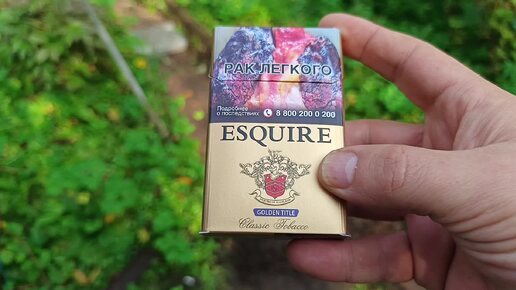 РАК ЛЕГКОГО
Подробнее
о последствиях 8 800 200 0 200
ESQUIRE
GOLDEN TITLE
Classic Tobacco